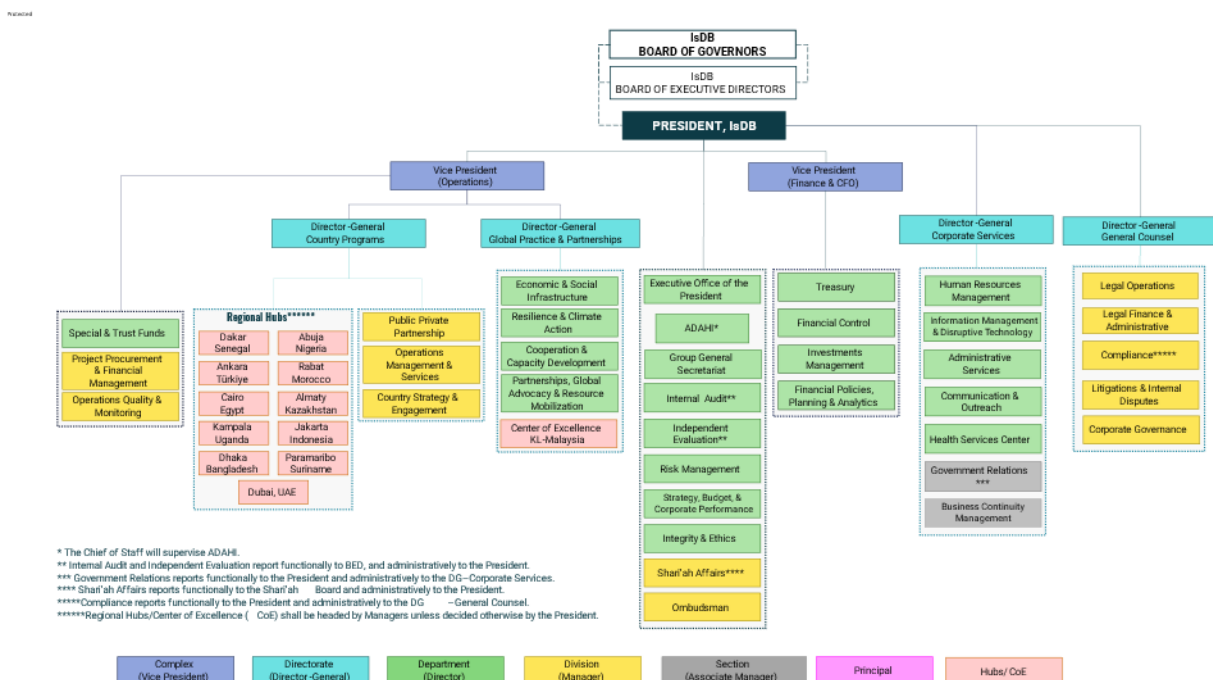 Protected
IsDB
BOARD OF GOVERNORS
IsDB
BOARD OF EXECUTIVE DIRECTORS
PRESIDENT, IsDB
Vice President
(Operations)
Vice President
(Finance & CFO)
Director-General
Country Programs
Director-General
Global Practice & Partnerships
Director-General
Corporate Services
Director-General
General Counsel
Special & Trust Funds
Project Procurement
& Financial
Management
Operations Quality &
Monitoring
Regional Hubs******
Dakar
Senegal
Abuja
Nigeria
Ankara
Türkiye
Rabat
Morocco
Cairo
Egypt
Almaty
Kazakhstan
Kampala
Uganda
Jakarta
Indonesia
Dhaka
Bangladesh
Paramaribo
Suriname
Dubai, UAE
Public Private
Partnership
Operations
Management &
Services
Country Strategy &
Engagement
Economic & Social
Infrastructure
Resilience & Climate
Action
Cooperation &
Capacity Development
Partnerships, Global
Advocacy & Resource
Mobilization
Center of Excellence
KL-Malaysia
Executive Office of the
President
ADAHI*
Group General
Secretariat
Internal Audit**
Independent
Evaluation**
Risk Management
Strategy, Budget, &
Corporate Performance
Integrity & Ethics
Shari'ah Affairs****
Ombudsman
Treasury
Financial Control
Investments
Management
Financial Policies,
Planning & Analytics
Human Resources
Management
Information Management
& Disruptive Technology
Administrative
Services
Communication &
Outreach
Health Services Center
Government Relations
***
Business Continuity
Management
Legal Operations
Legal Finance &
Administrative
Compliance*****
Litigations & Internal
Disputes
Corporate Governance
* The Chief of Staff will supervise ADAHI.
** Internal Audit and Independent Evaluation report functionally to BED, and administratively to the President.
*** Government Relations reports functionally to the President and administratively to the DG-Corporate Services.
**** Shari'ah Affairs reports functionally to the Shari'ah Board and administratively to the President.
*****Compliance reports functionally to the President and administratively to the DG –General Counsel.
******Regional Hubs/Center of Excellence ( CoE) shall be headed by Managers unless decided otherwise by the President.
Complex
(Vice President)
Directorate
(Director-General)
Department
(Director)
Division
(Manager)
Section
(Associate Manager)
Principal
Hubs/ CoE